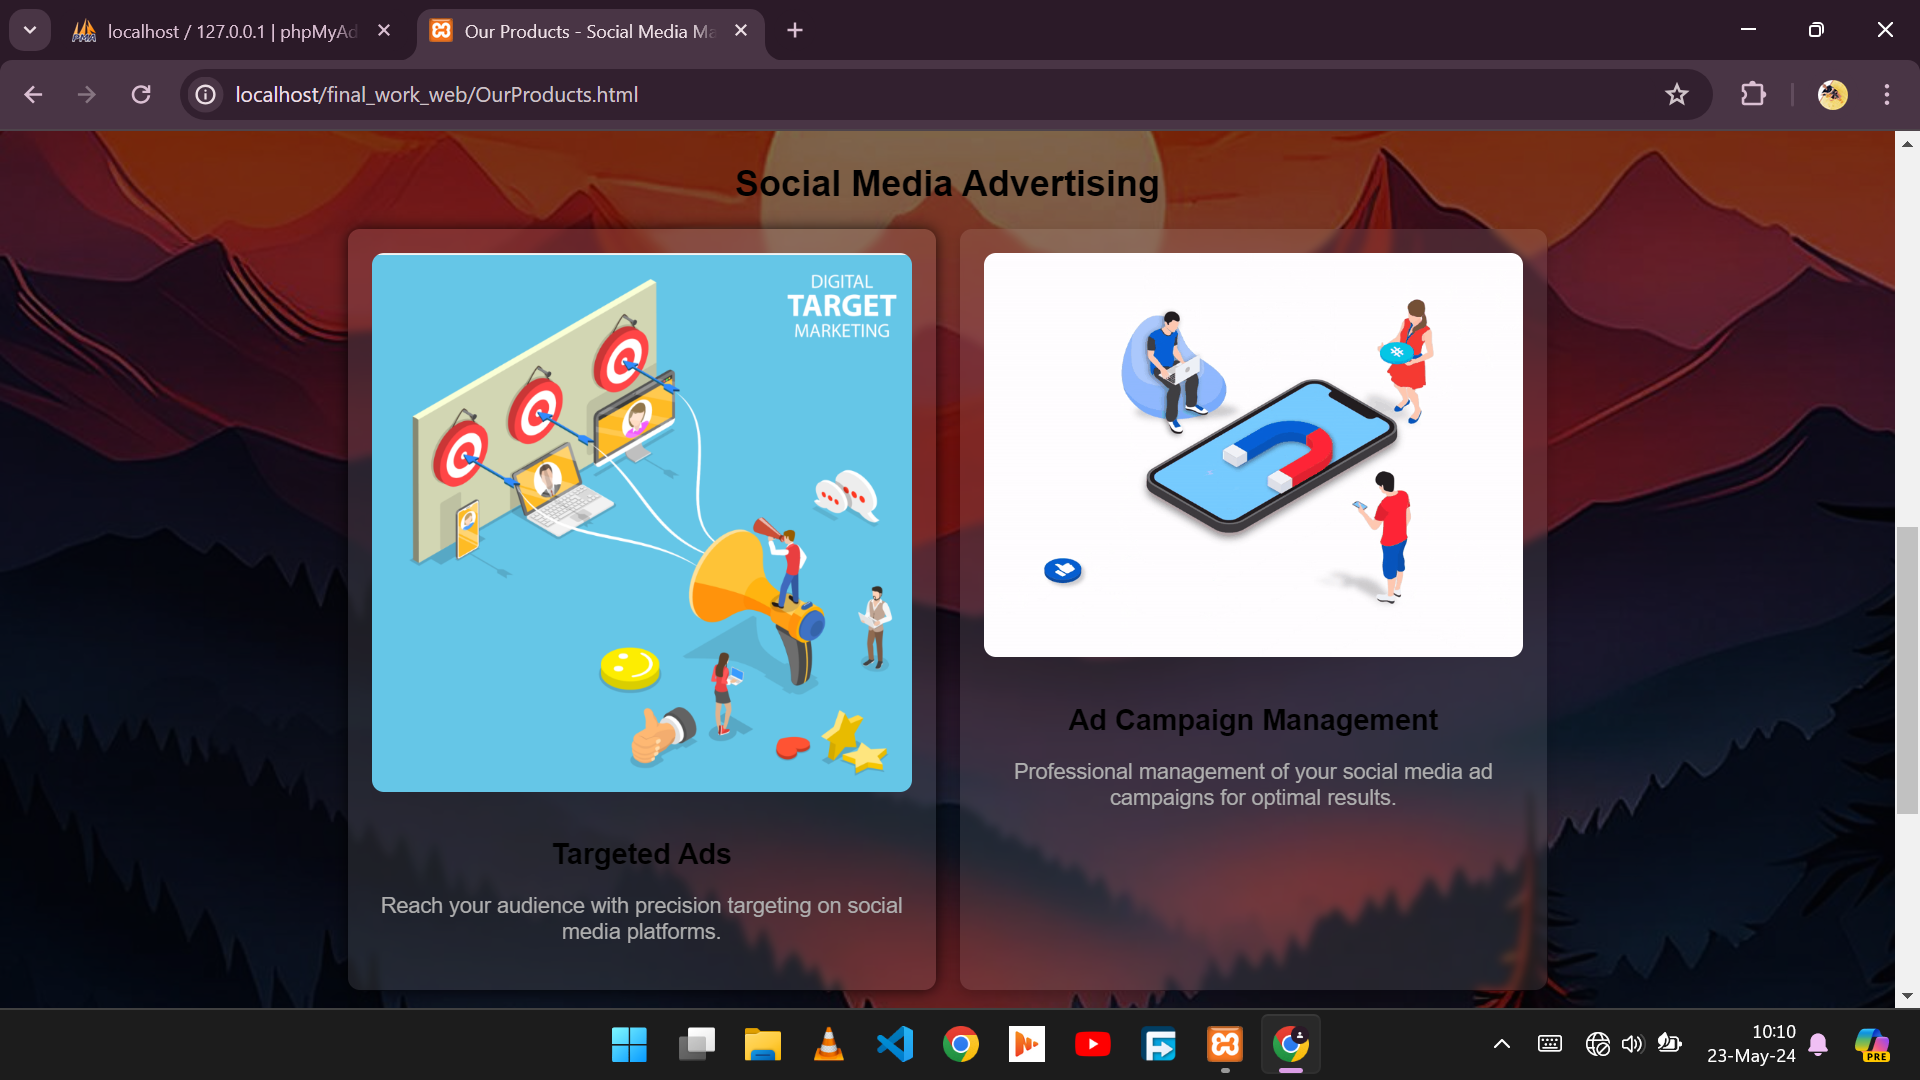 localhost / 127.0.0.1 | phpMyAd
Our Products - Social Media Ma
localhost/final_work_web/OurProducts.html
Social Media Advertising
DIGITAL
TARGET
MARKETING
Ad Campaign Management
Professional management of your social media ad
campaigns for optimal results.
Targeted Ads
Reach your audience with precision targeting on social
media platforms.
10:10
23-May-24
PRE